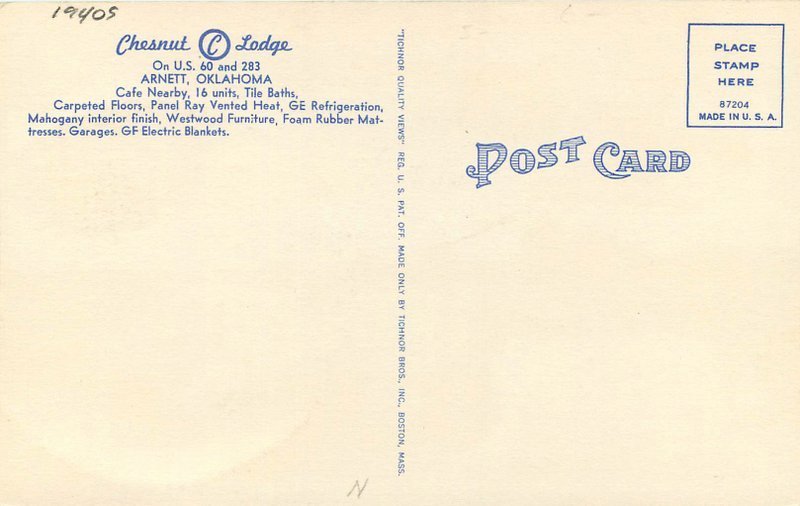 1940s
Chesnut C Lodge
On U.S. 60 and 283
ARNETT, OKLAHOMA
Cafe Nearby, 16 units, Tile Baths,
Carpeted Floors, Panel Ray Vented Heat, GE Refrigeration,
Mahogany interior finish, Westwood Furniture, Foam Rubber Mat-
tresses. Garages. GF Electric Blankets.
"TICHNOR QUALITY VIEWS" REG. U. S. PAT. OFF. MADE ONLY BY TICHNOR BROS., INC., BOSTON, MASS.
POST CARD
PLACE
STAMP
HERE
87204
MADE IN U. S. A.
N